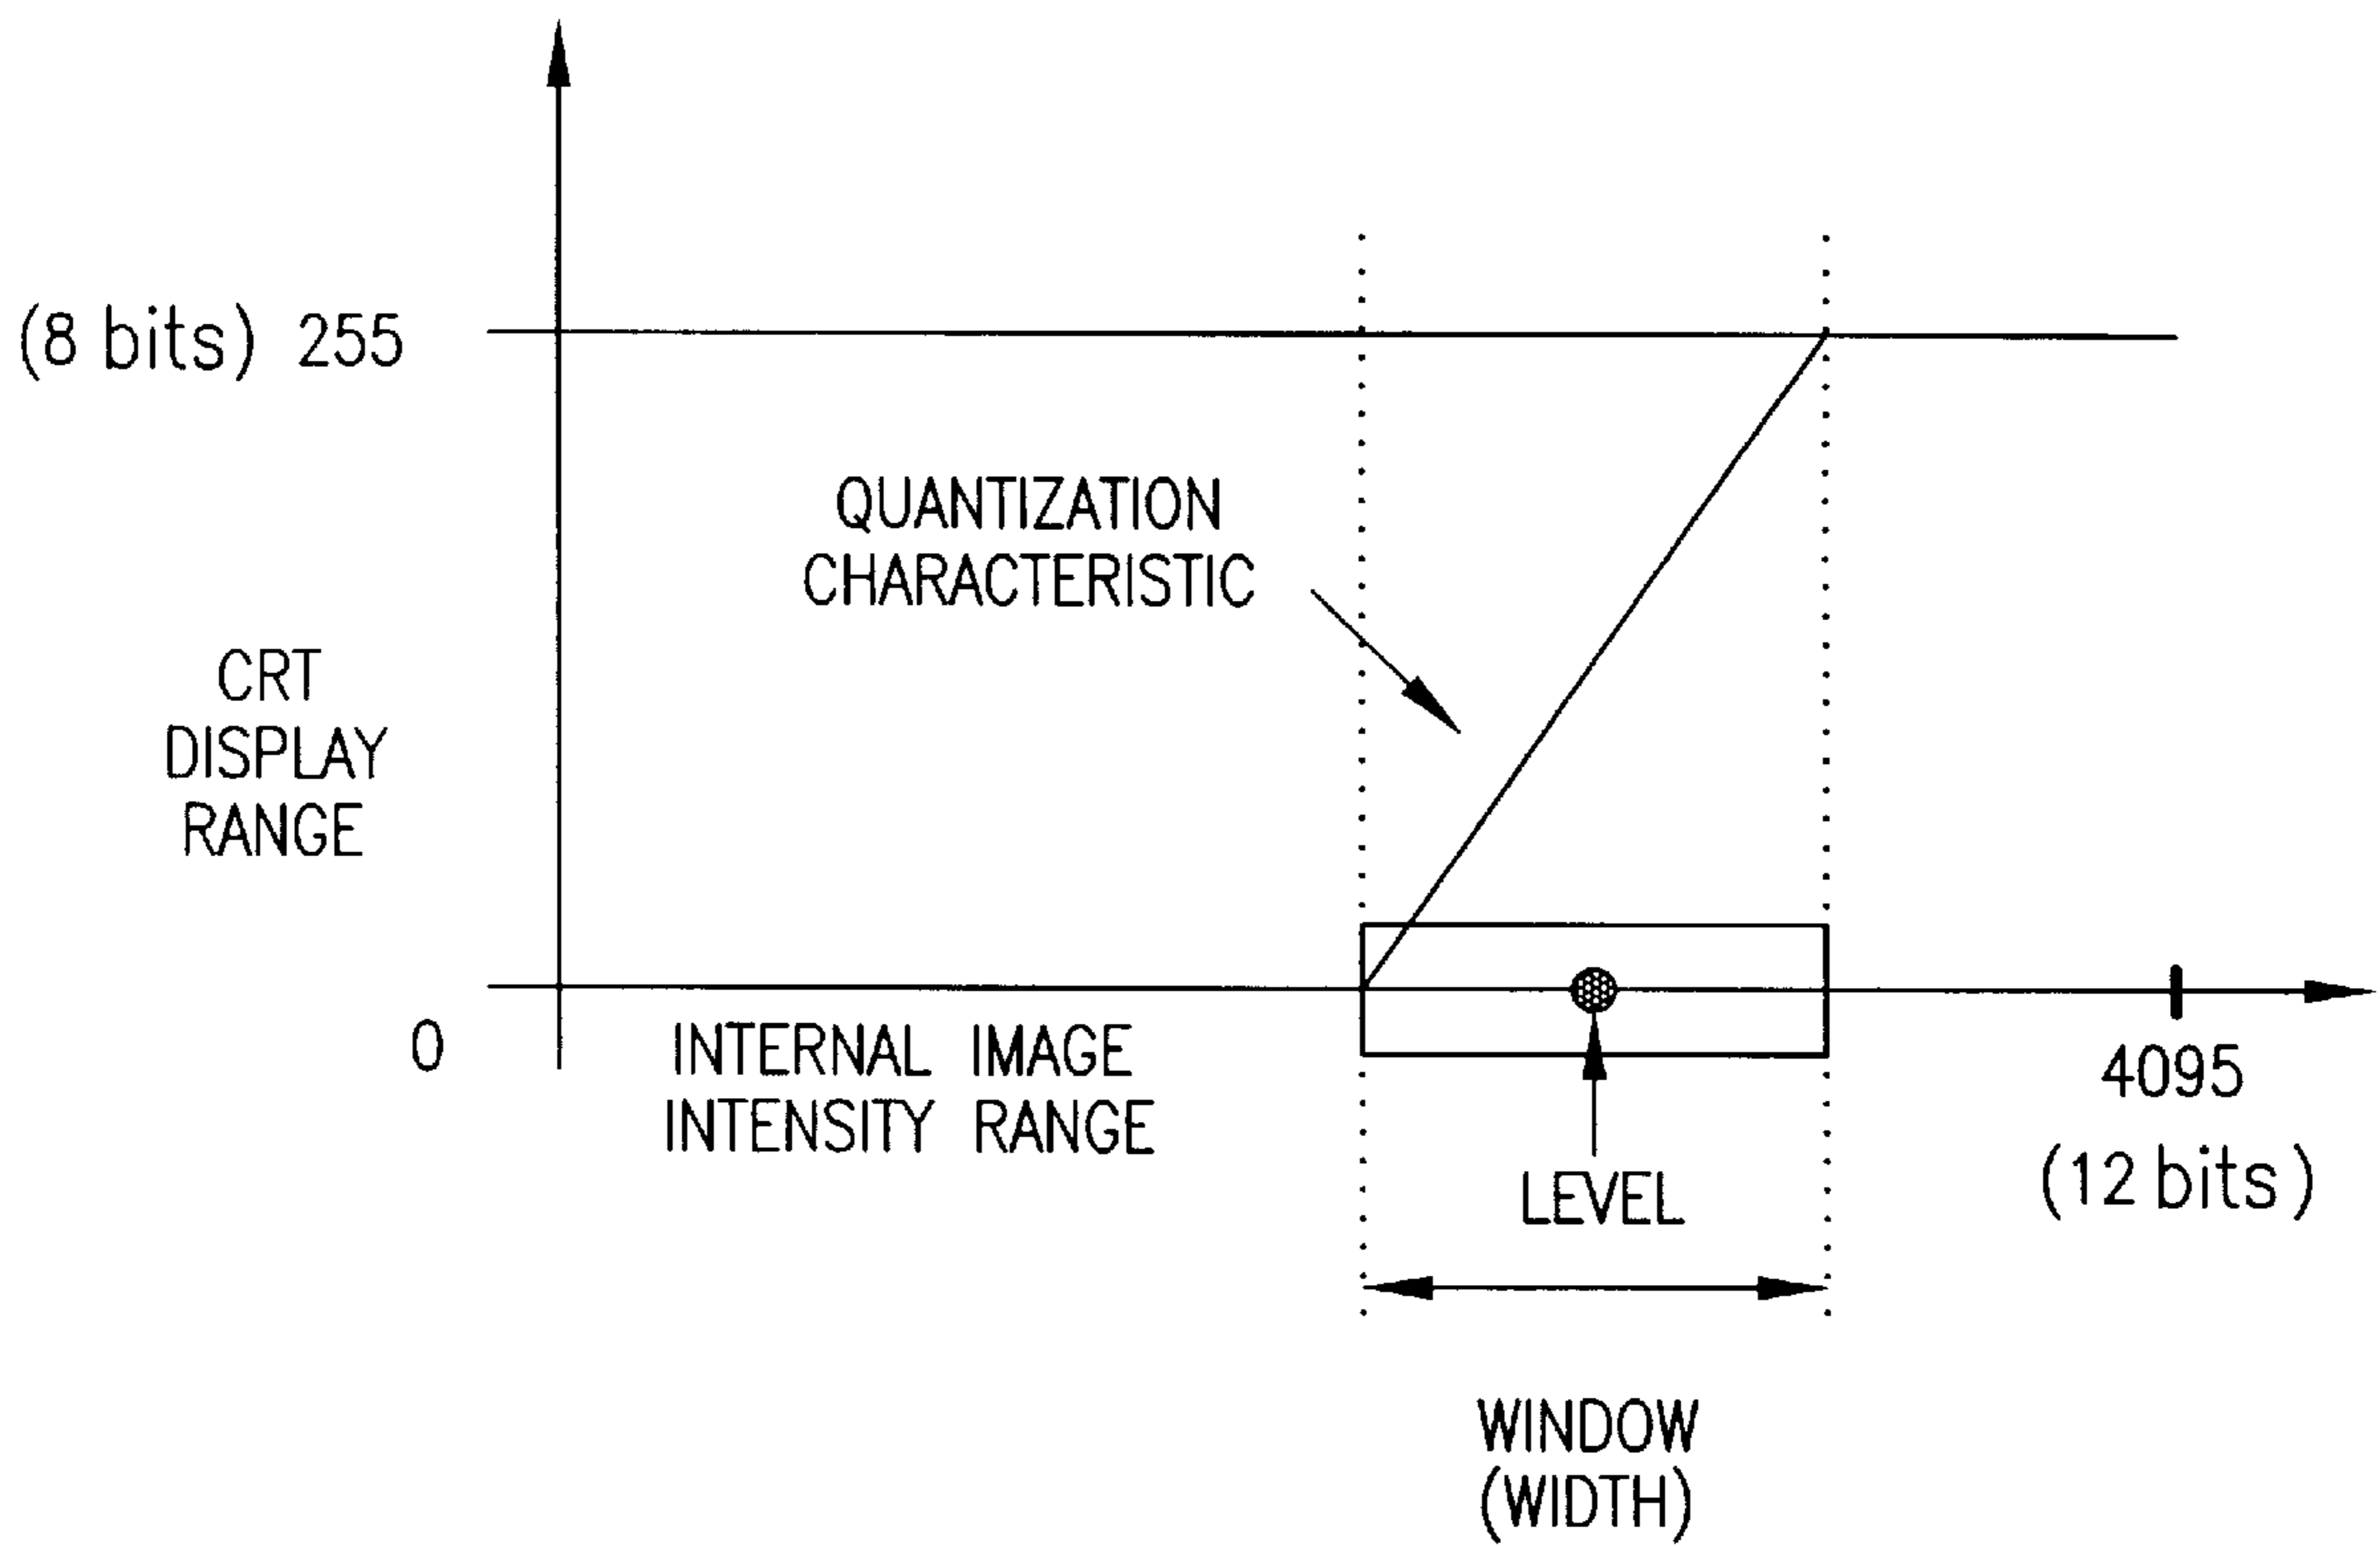 (8 bits) 255
QUANTIZATION
CHARACTERISTIC
CRT
DISPLAY
RANGE
0
INTERNAL IMAGE
INTENSITY RANGE
4095
(12 bits)
LEVEL
WINDOW
(WIDTH)